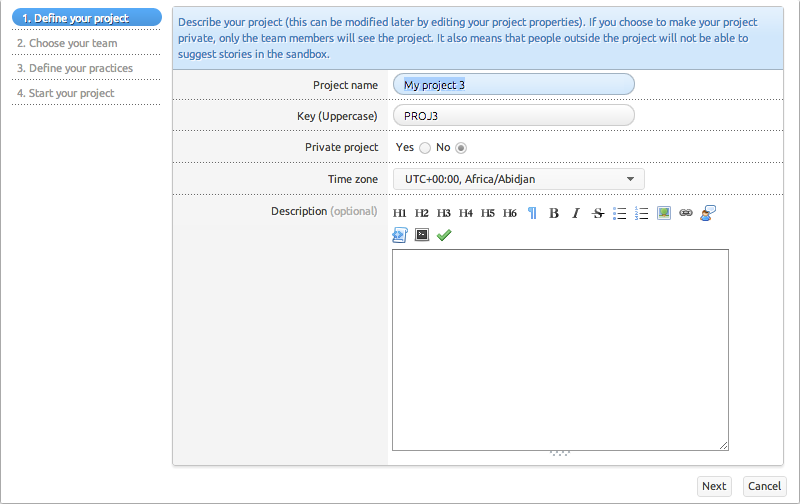 1. Define your project
2. Choose your team
3. Define your practices
4. Start your project
Describe your project (this can be modified later by editing your project properties). If you choose to make your project
private, only the team members will see the project. It also means that people outside the project will not be able to
suggest stories in the sandbox.
Project name My project 3
Key (Uppercase) PROJ3
Private project Yes No
Time zone UTC+00:00, Africa/Abidjan
Description (optional) H1 H2 H3 H4 H5 H6 ¶ B I S
Next Cancel